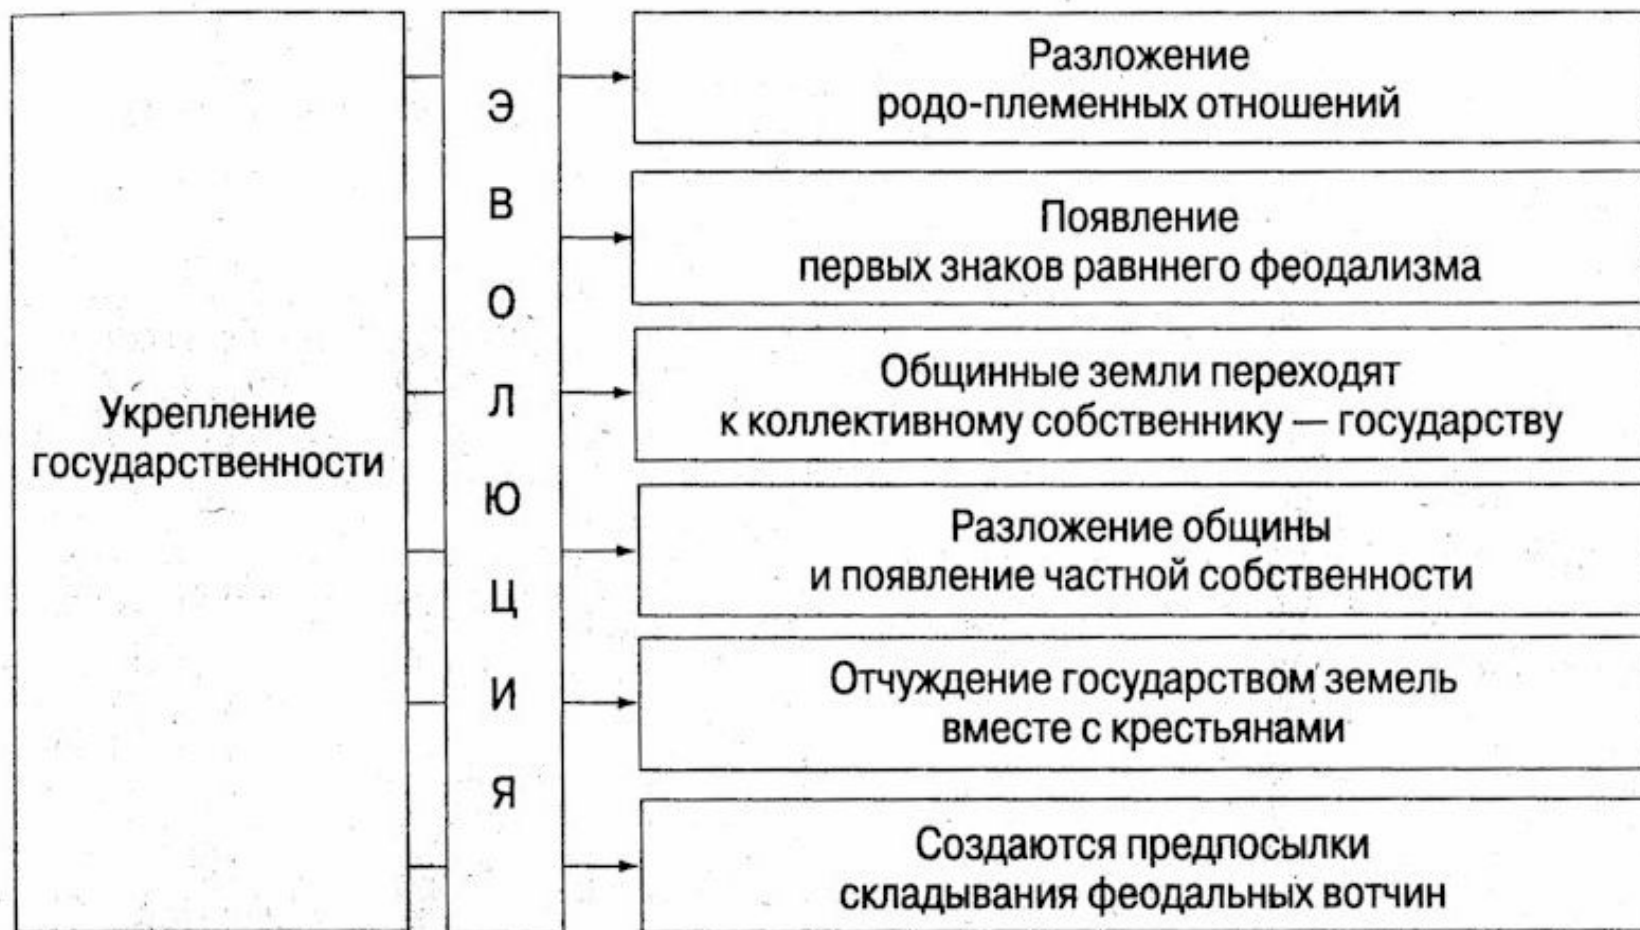 Укрепление
государственности
Э
В
О
Л
Ю
Ц
И
Я
Разложение
родо-племенных отношений
Появление
первых знаков равннего феодализма
Общинные земли переходят
к коллективному собственнику — государству
Разложение общины
и появление частной собственности
Отчуждение государством земель
вместе с крестьянами
Создаются предпосылки
складывания феодальных вотчин